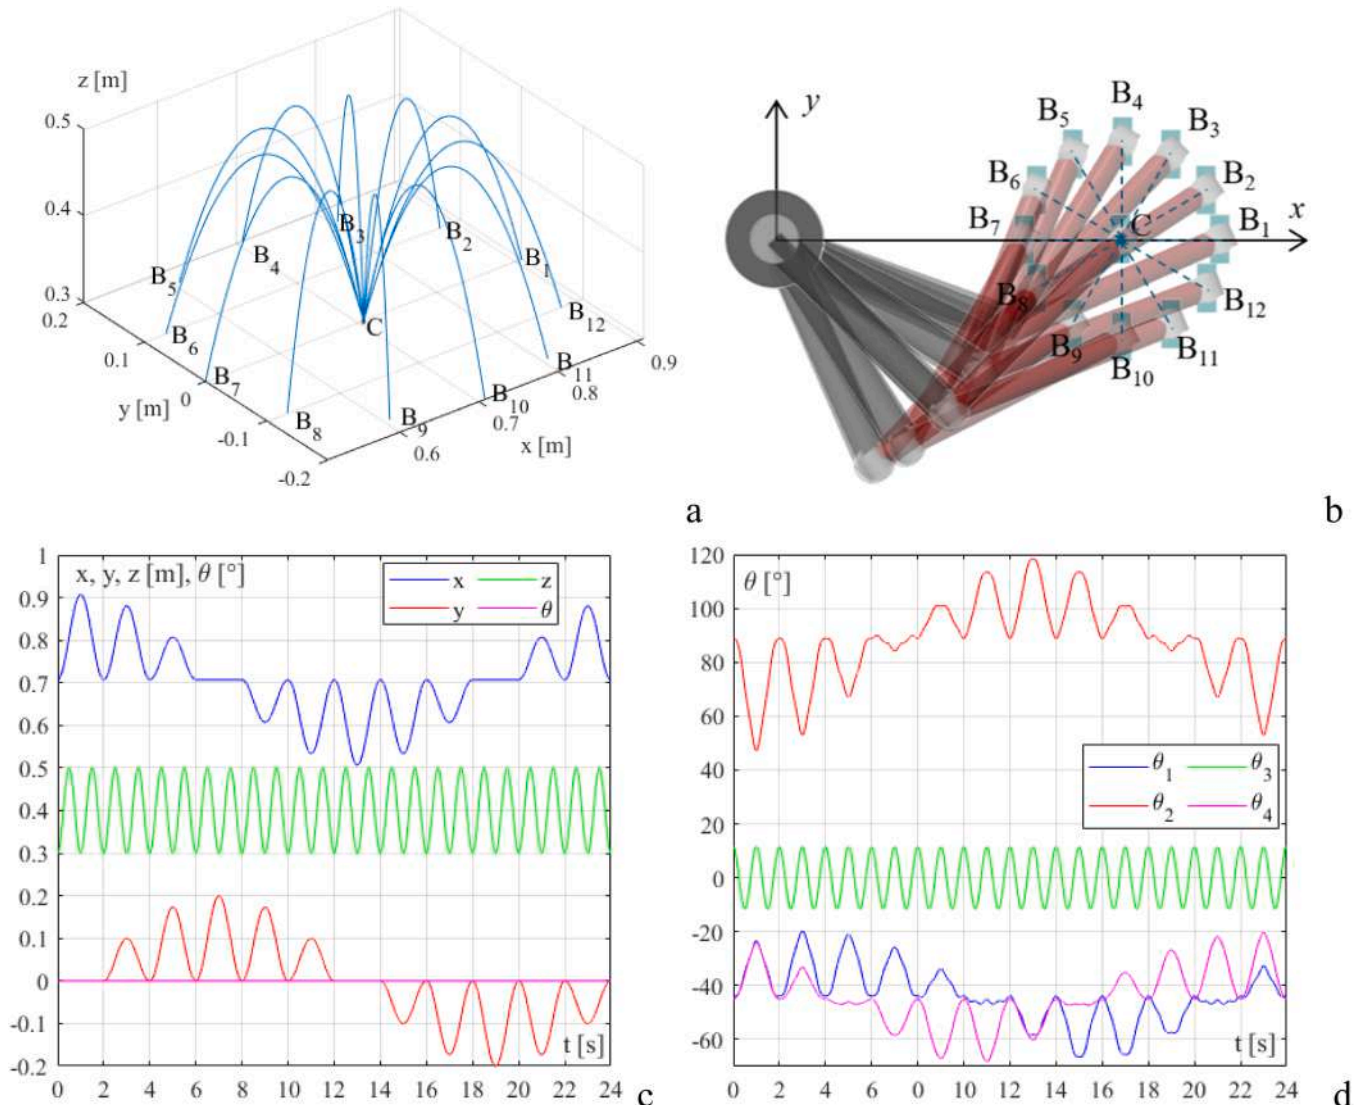 z [m]
0.5
0.4
0.3
0.2
0.1
0
-0.1
-0.2
y [m]
0.6
0.7
0.8
0.9
x [m]
B1
B2
B3
B4
B5
B6
B7
B8
B9
B10
B11
B12
C
a
y
x
B4
B5
B3
B6
B2
B7
C
B1
B8
B12
B9
B11
B10
b
x, y, z [m], θ [°]
x
z
y
θ
1
0.9
0.8
0.7
0.6
0.5
0.4
0.3
0.2
0.1
0
-0.1
-0.2
t [s]
0 2 4 6 8 10 12 14 16 18 20 22 24
c
θ [°]
θ1
θ3
θ2
θ4
120
100
80
60
40
20
0
-20
-40
-60
t [s]
0 2 4 6 0 10 12 14 16 18 20 22 24
d